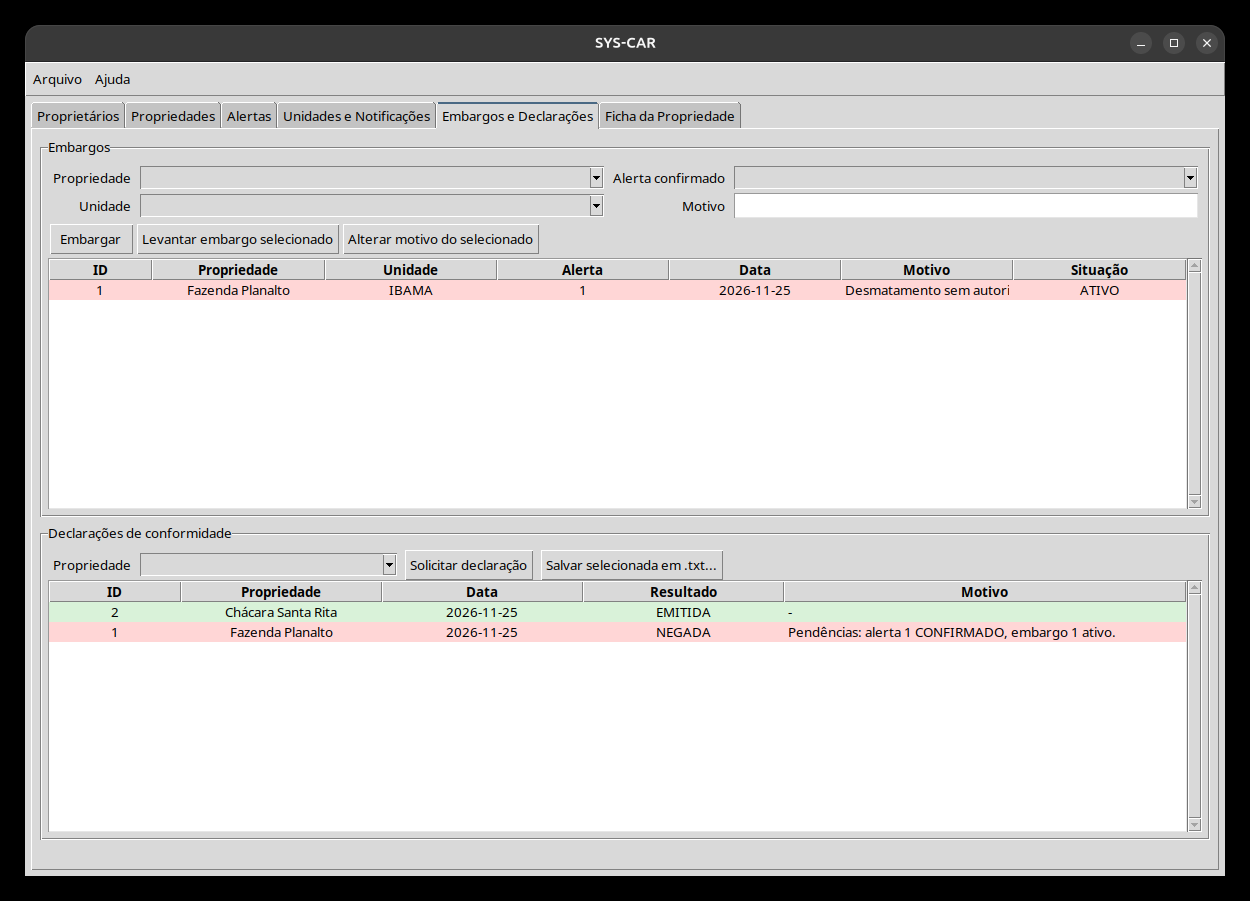 SYS-CAR
Arquivo Ajuda
Proprietários Propriedades Alertas Unidades e Notificações Embargos e Declarações Ficha da Propriedade
Embargos
Propriedade Alerta confirmado
Unidade Motivo
Embargar Levantar embargo selecionado Alterar motivo do selecionado
ID Propriedade Unidade Alerta Data Motivo Situação
1 Fazenda Planalto IBAMA 1 2026-11-25 Desmatamento sem autori ATIVO
Declarações de conformidade
Propriedade Solicitar declaração Salvar selecionada em .txt...
ID Propriedade Data Resultado Motivo
2 Chácara Santa Rita 2026-11-25 EMITIDA -
1 Fazenda Planalto 2026-11-25 NEGADA Pendências: alerta 1 CONFIRMADO, embargo 1 ativo.